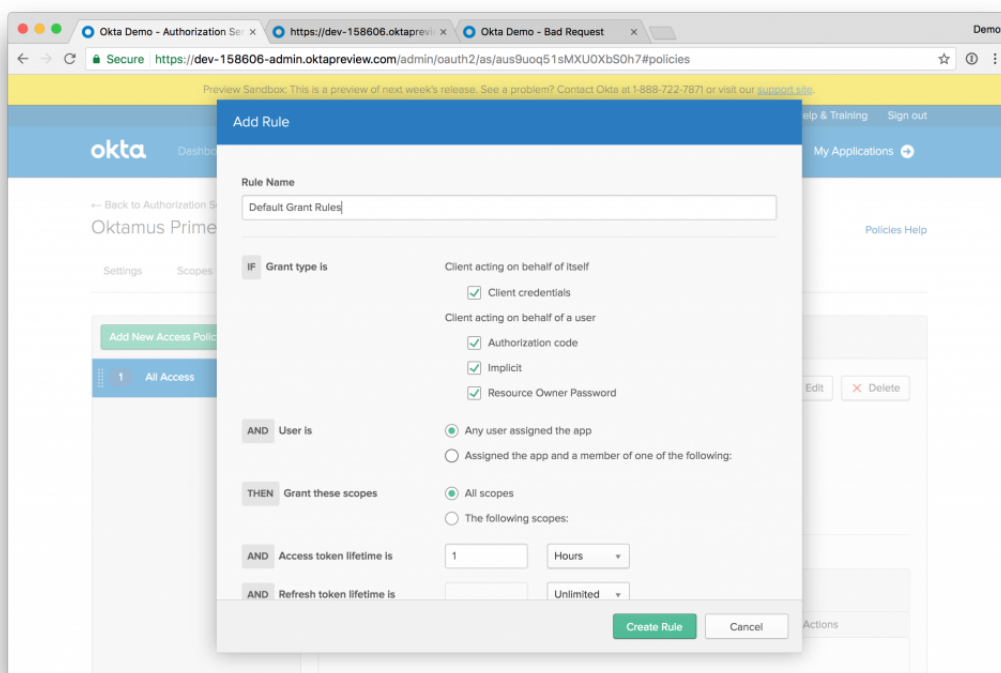 Okta Demo - Authorization Ser
https://dev-158606.oktaprevi
Okta Demo - Bad Request
Demo
Secure https://dev-158606-admin.oktapreview.com/admin/oauth2/as/aus9uoq51sMXU0XbS0h7#policies
Preview Sandbox: This is a preview of next week's release. See a problem? Contact Okta at 1-888-722-7871 or visit our support site.
elp & Training Sign out
okta Dashbo My Applications
Add Rule
← Back to Authorization S
Oktamus Prime
Policies Help
Settings Scopes
Add New Access Polic
1 All Access
Edit Delete
Actions
Rule Name
Default Grant Rules
IF Grant type is
Client acting on behalf of itself
Client credentials
Client acting on behalf of a user
Authorization code
Implicit
Resource Owner Password
AND User is
Any user assigned the app
Assigned the app and a member of one of the following:
THEN Grant these scopes
All scopes
The following scopes:
AND Access token lifetime is 1 Hours
AND Refresh token lifetime is Unlimited
Create Rule Cancel